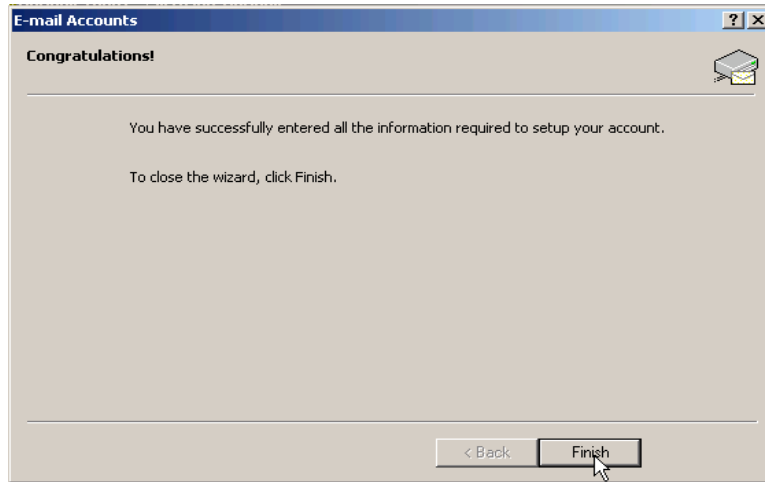 E-mail Accounts
Congratulations!
You have successfully entered all the information required to setup your account.
To close the wizard, click Finish.
< Back Finish